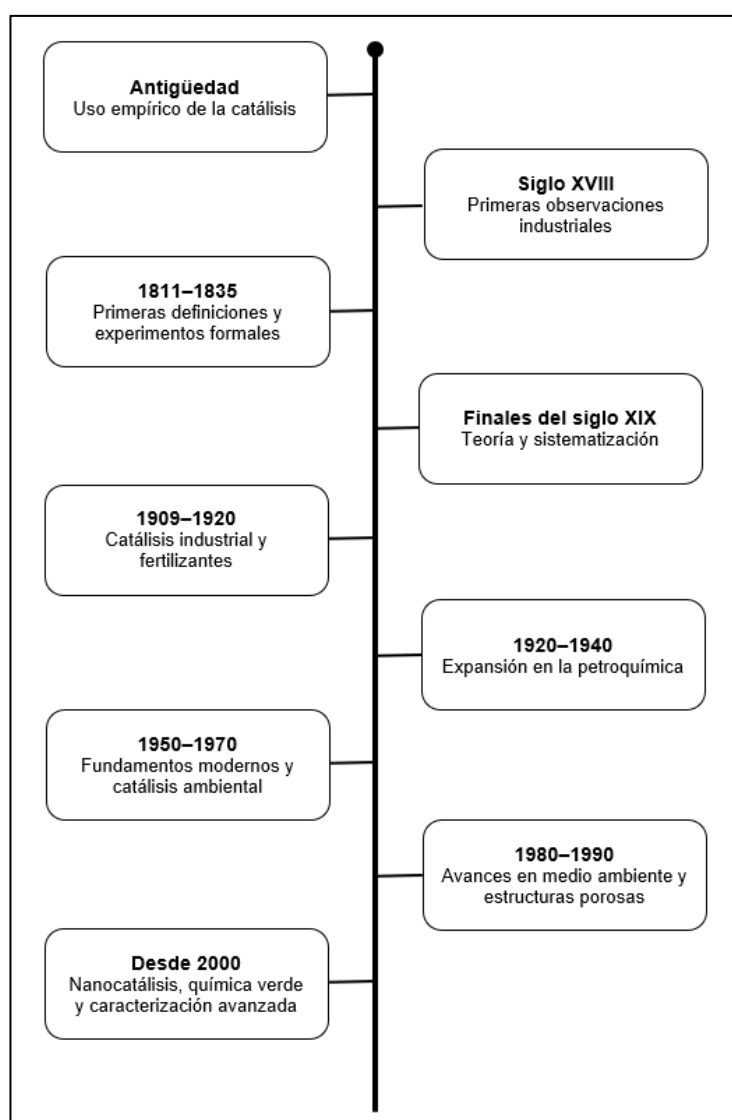 Antigüedad
Uso empírico de la catálisis
Siglo XVIII
Primeras observaciones
industriales
1811–1835
Primeras definiciones y
experimentos formales
Finales del siglo XIX
Teoría y sistematización
1909–1920
Catálisis industrial y
fertilizantes
1920–1940
Expansión en la petroquímica
1950–1970
Fundamentos modernos y
catálisis ambiental
1980–1990
Avances en medio ambiente y
estructuras porosas
Desde 2000
Nanocatálisis, química verde
y caracterización avanzada